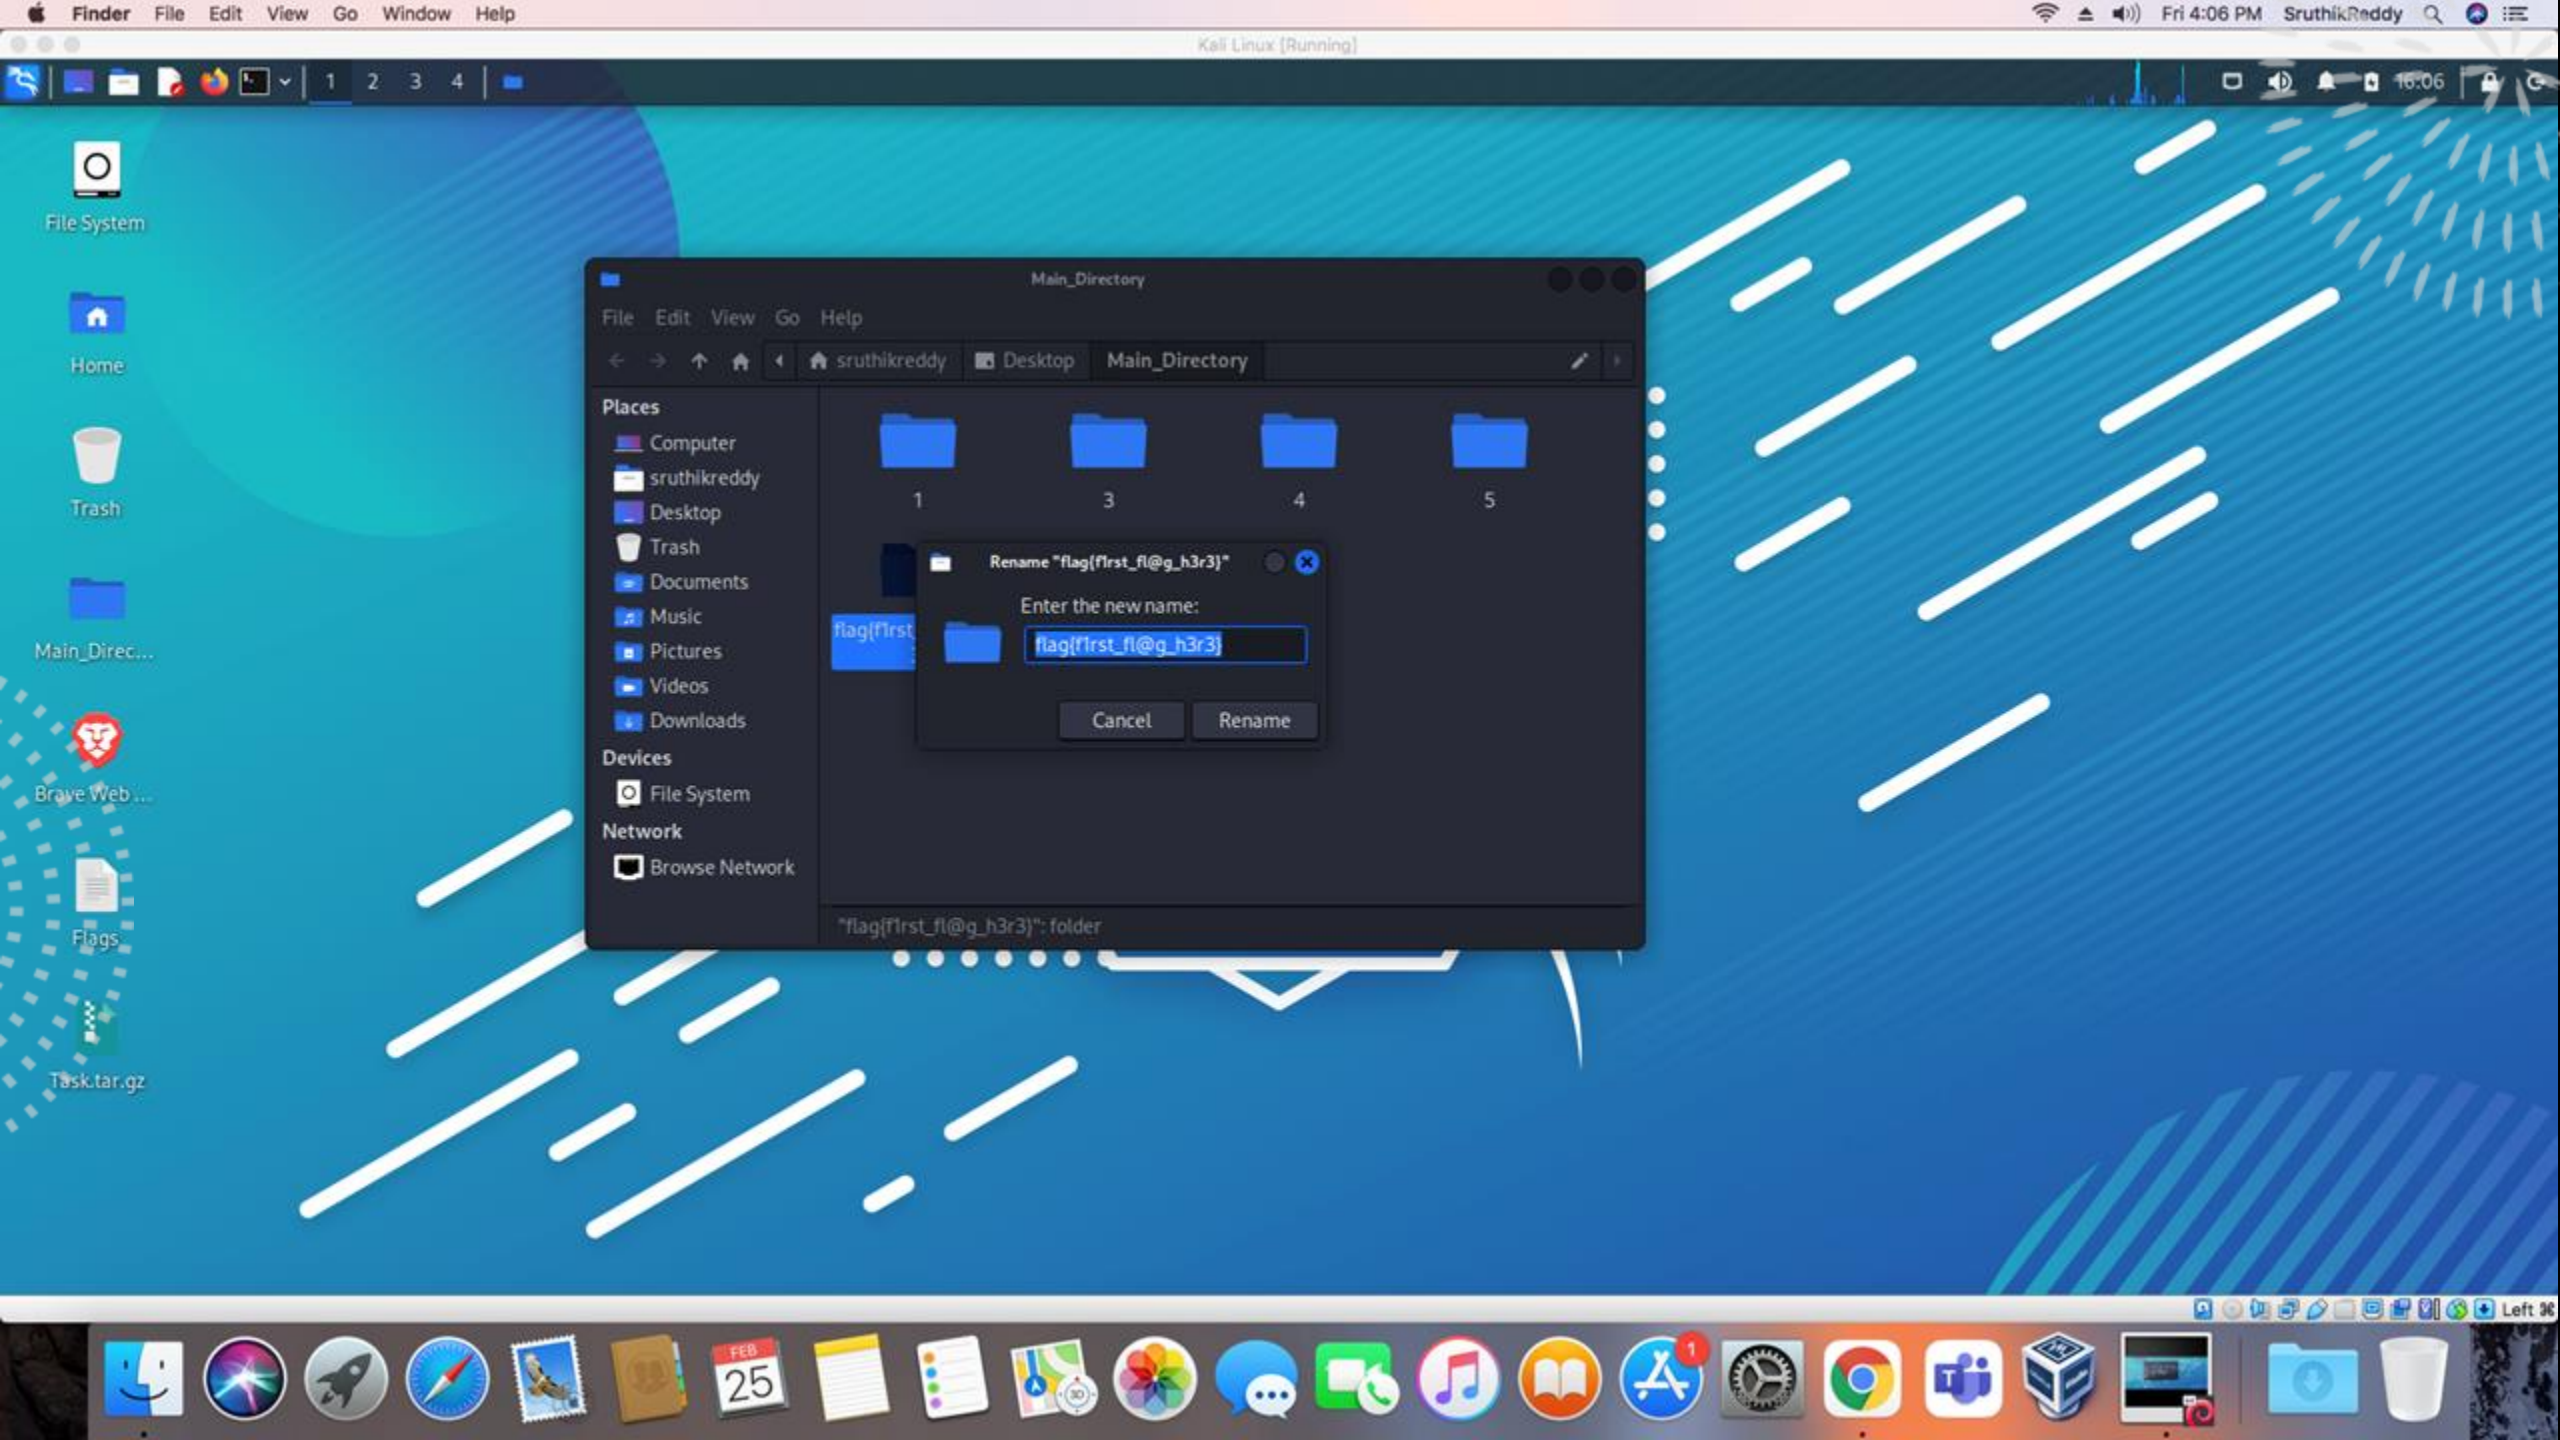 Finder File Edit View Go Window Help
Fri 4:06 PM SruthikReddy
Kali Linux [Running]
1 2 3 4
16:06
File System
Home
Trash
Main_Direc...
Brave Web ...
Flags
Task.tar.gz
Main_Directory
File Edit View Go Help
sruthikreddy Desktop Main_Directory
Places
Computer
sruthikreddy
Desktop
Trash
Documents
Music
Pictures
Videos
Downloads
Devices
File System
Network
Browse Network
1 3 4 5
flag{f1rst_
Rename "flag{f1rst_fl@g_h3r3}"
Enter the new name:
flag{f1rst_fl@g_h3r3}
Cancel Rename
"flag{f1rst_fl@g_h3r3}": folder
Left ⌘
FEB
25
3D
1